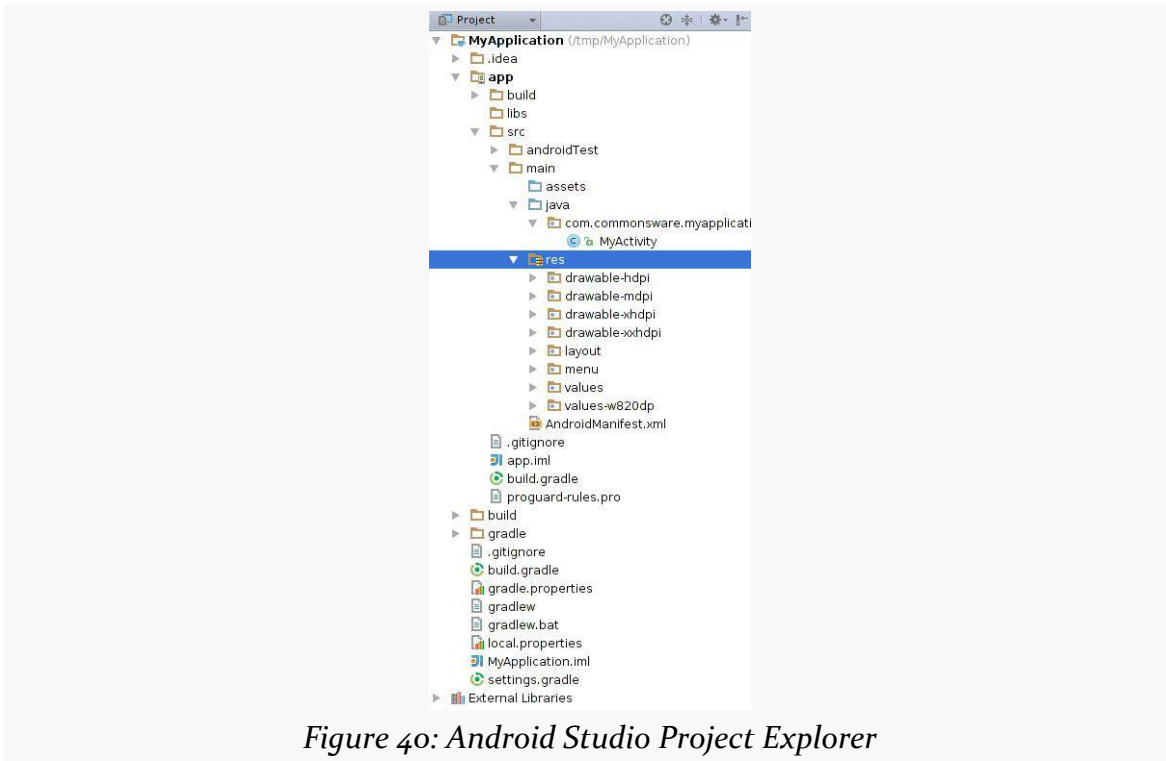 Project
MyApplication (/tmp/MyApplication)
.idea
app
build
libs
src
androidTest
main
assets
java
com.commonsware.myapplicati
MyActivity
res
drawable-hdpi
drawable-mdpi
drawable-xhdpi
drawable-xxhdpi
layout
menu
values
values-w820dp
AndroidManifest.xml
.gitignore
app.iml
build.gradle
proguard-rules.pro
build
gradle
.gitignore
build.gradle
gradle.properties
gradlew
gradlew.bat
local.properties
MyApplication.iml
settings.gradle
External Libraries
Figure 40: Android Studio Project Explorer